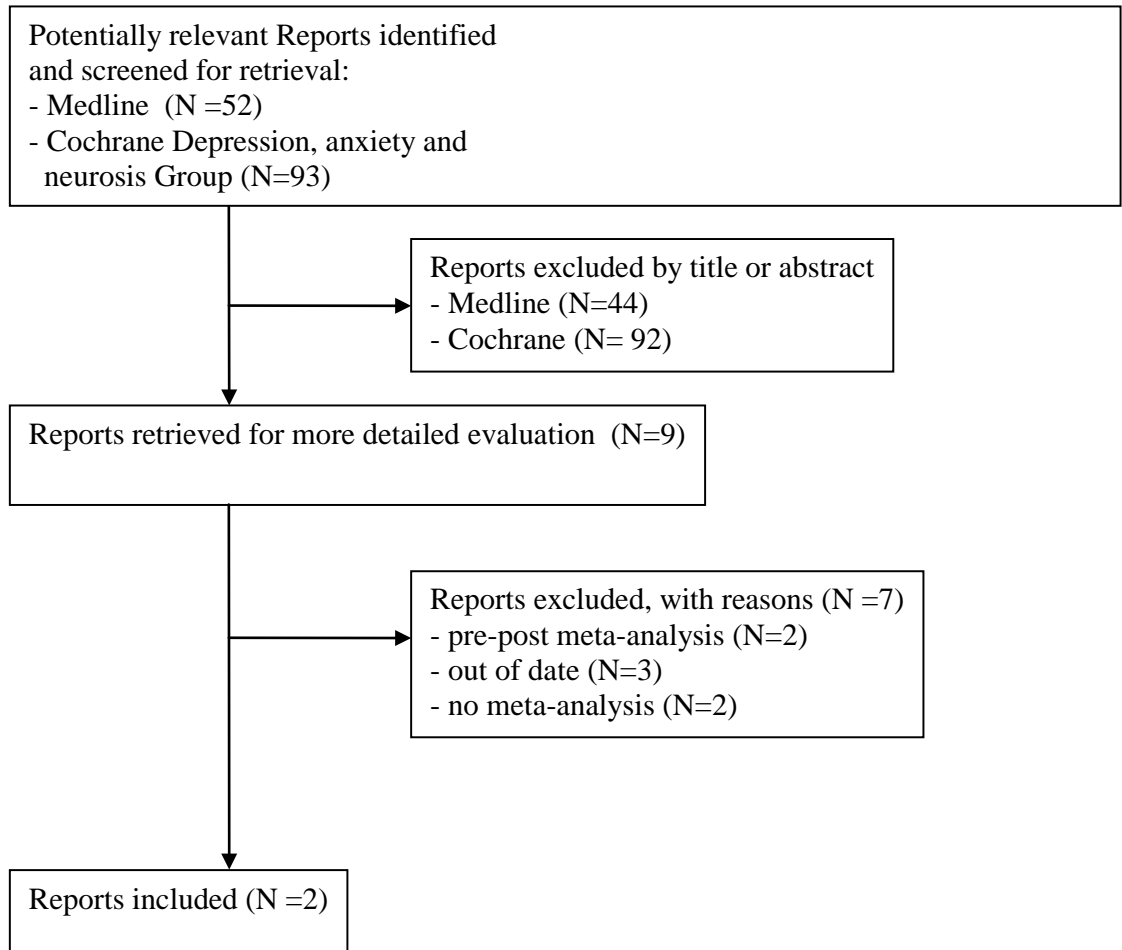 Potentially relevant Reports identified
and screened for retrieval:
- Medline (N =52)
- Cochrane Depression, anxiety and
neurosis Group (N=93)
Reports excluded by title or abstract
- Medline (N=44)
- Cochrane (N= 92)
Reports retrieved for more detailed evaluation (N=9)
Reports excluded, with reasons (N =7)
- pre-post meta-analysis (N=2)
- out of date (N=3)
- no meta-analysis (N=2)
Reports included (N =2)